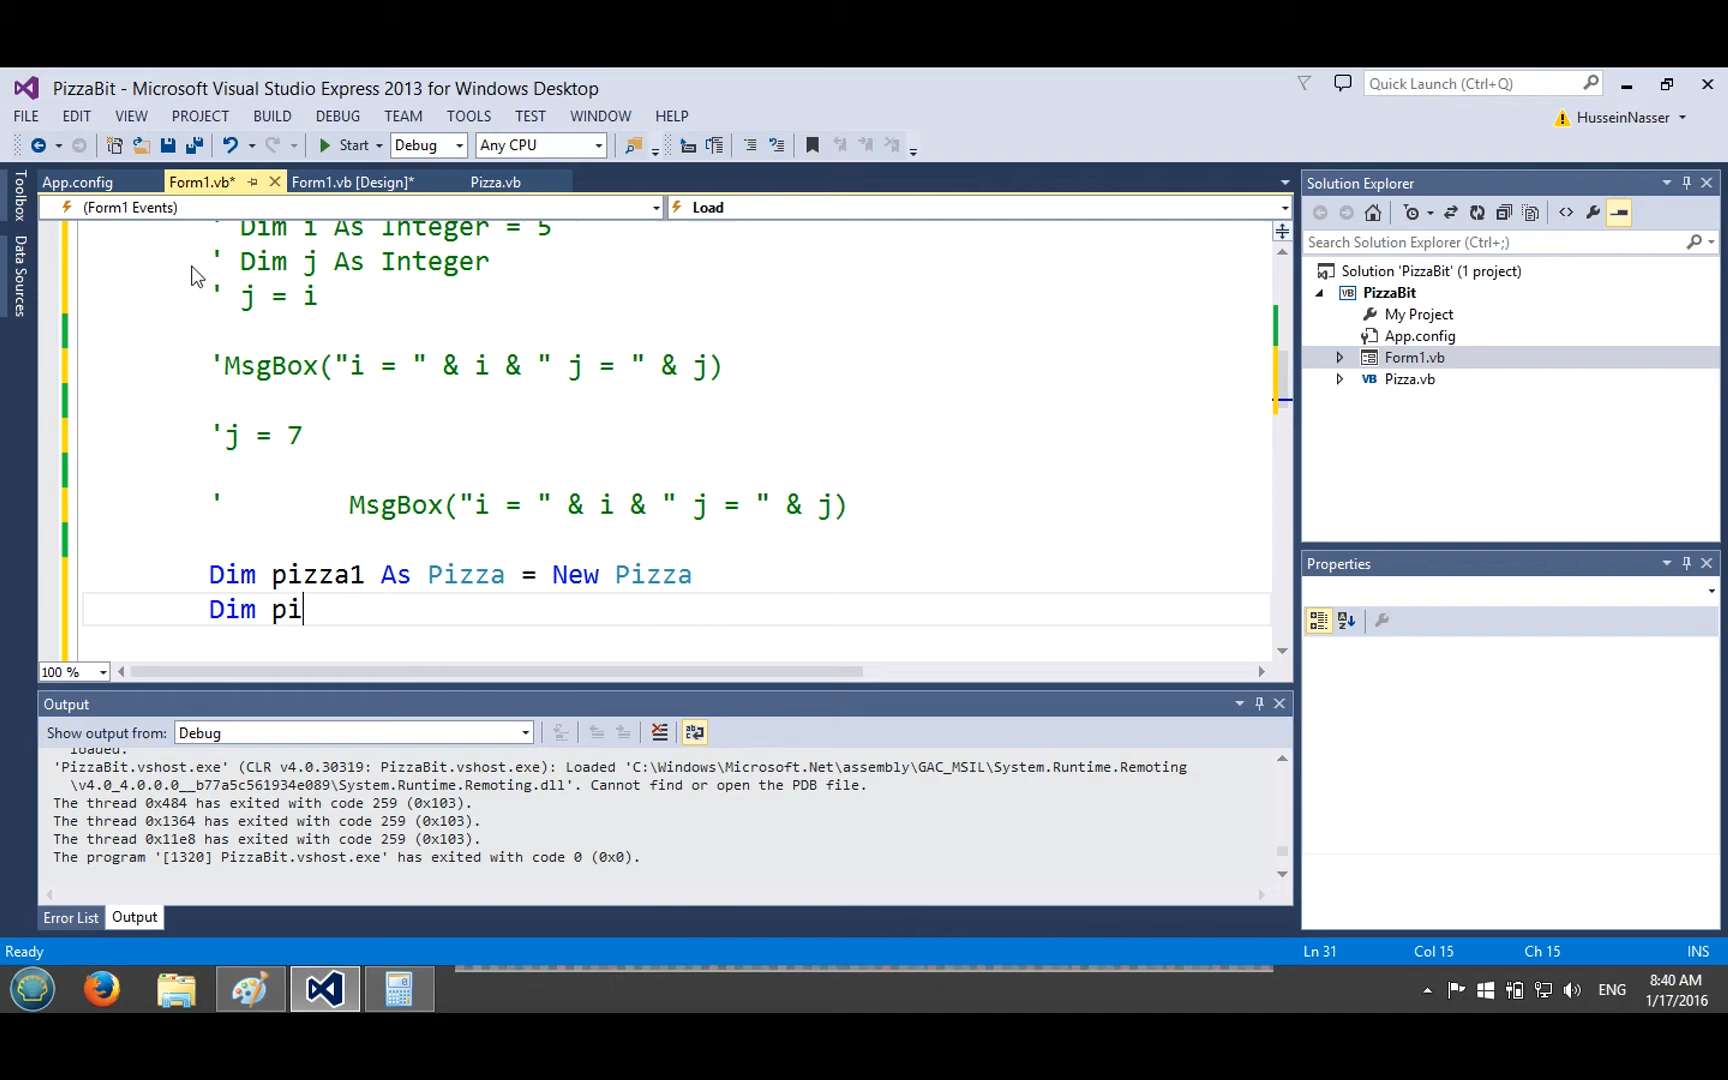 PizzaBit - Microsoft Visual Studio Express 2013 for Windows Desktop
Quick Launch (Ctrl+Q)
FILE EDIT VIEW PROJECT BUILD DEBUG TEAM TOOLS TEST WINDOW HELP
HusseinNasser
Start Debug Any CPU
App.config Form1.vb* Form1.vb [Design]* Pizza.vb
(Form1 Events) Load
Toolbox
Data Sources
' Dim i As Integer = 5
' Dim j As Integer
' j = i
'MsgBox("i = " & i & " j = " & j)
'j = 7
' MsgBox("i = " & i & " j = " & j)
Dim pizza1 As Pizza = New Pizza
Dim pi
100 %
Solution Explorer
Search Solution Explorer (Ctrl+;)
Solution 'PizzaBit' (1 project)
VB PizzaBit
My Project
App.config
Form1.vb
VB Pizza.vb
Properties
Output
Show output from: Debug
loaded.
'PizzaBit.vshost.exe' (CLR v4.0.30319: PizzaBit.vshost.exe): Loaded 'C:\Windows\Microsoft.Net\assembly\GAC_MSIL\System.Runtime.Remoting
\v4.0_4.0.0.0__b77a5c561934e089\System.Runtime.Remoting.dll'. Cannot find or open the PDB file.
The thread 0x484 has exited with code 259 (0x103).
The thread 0x1364 has exited with code 259 (0x103).
The thread 0x11e8 has exited with code 259 (0x103).
The program '[1320] PizzaBit.vshost.exe' has exited with code 0 (0x0).
Error List Output
Ready Ln 31 Col 15 Ch 15 INS
ENG
8:40 AM
1/17/2016